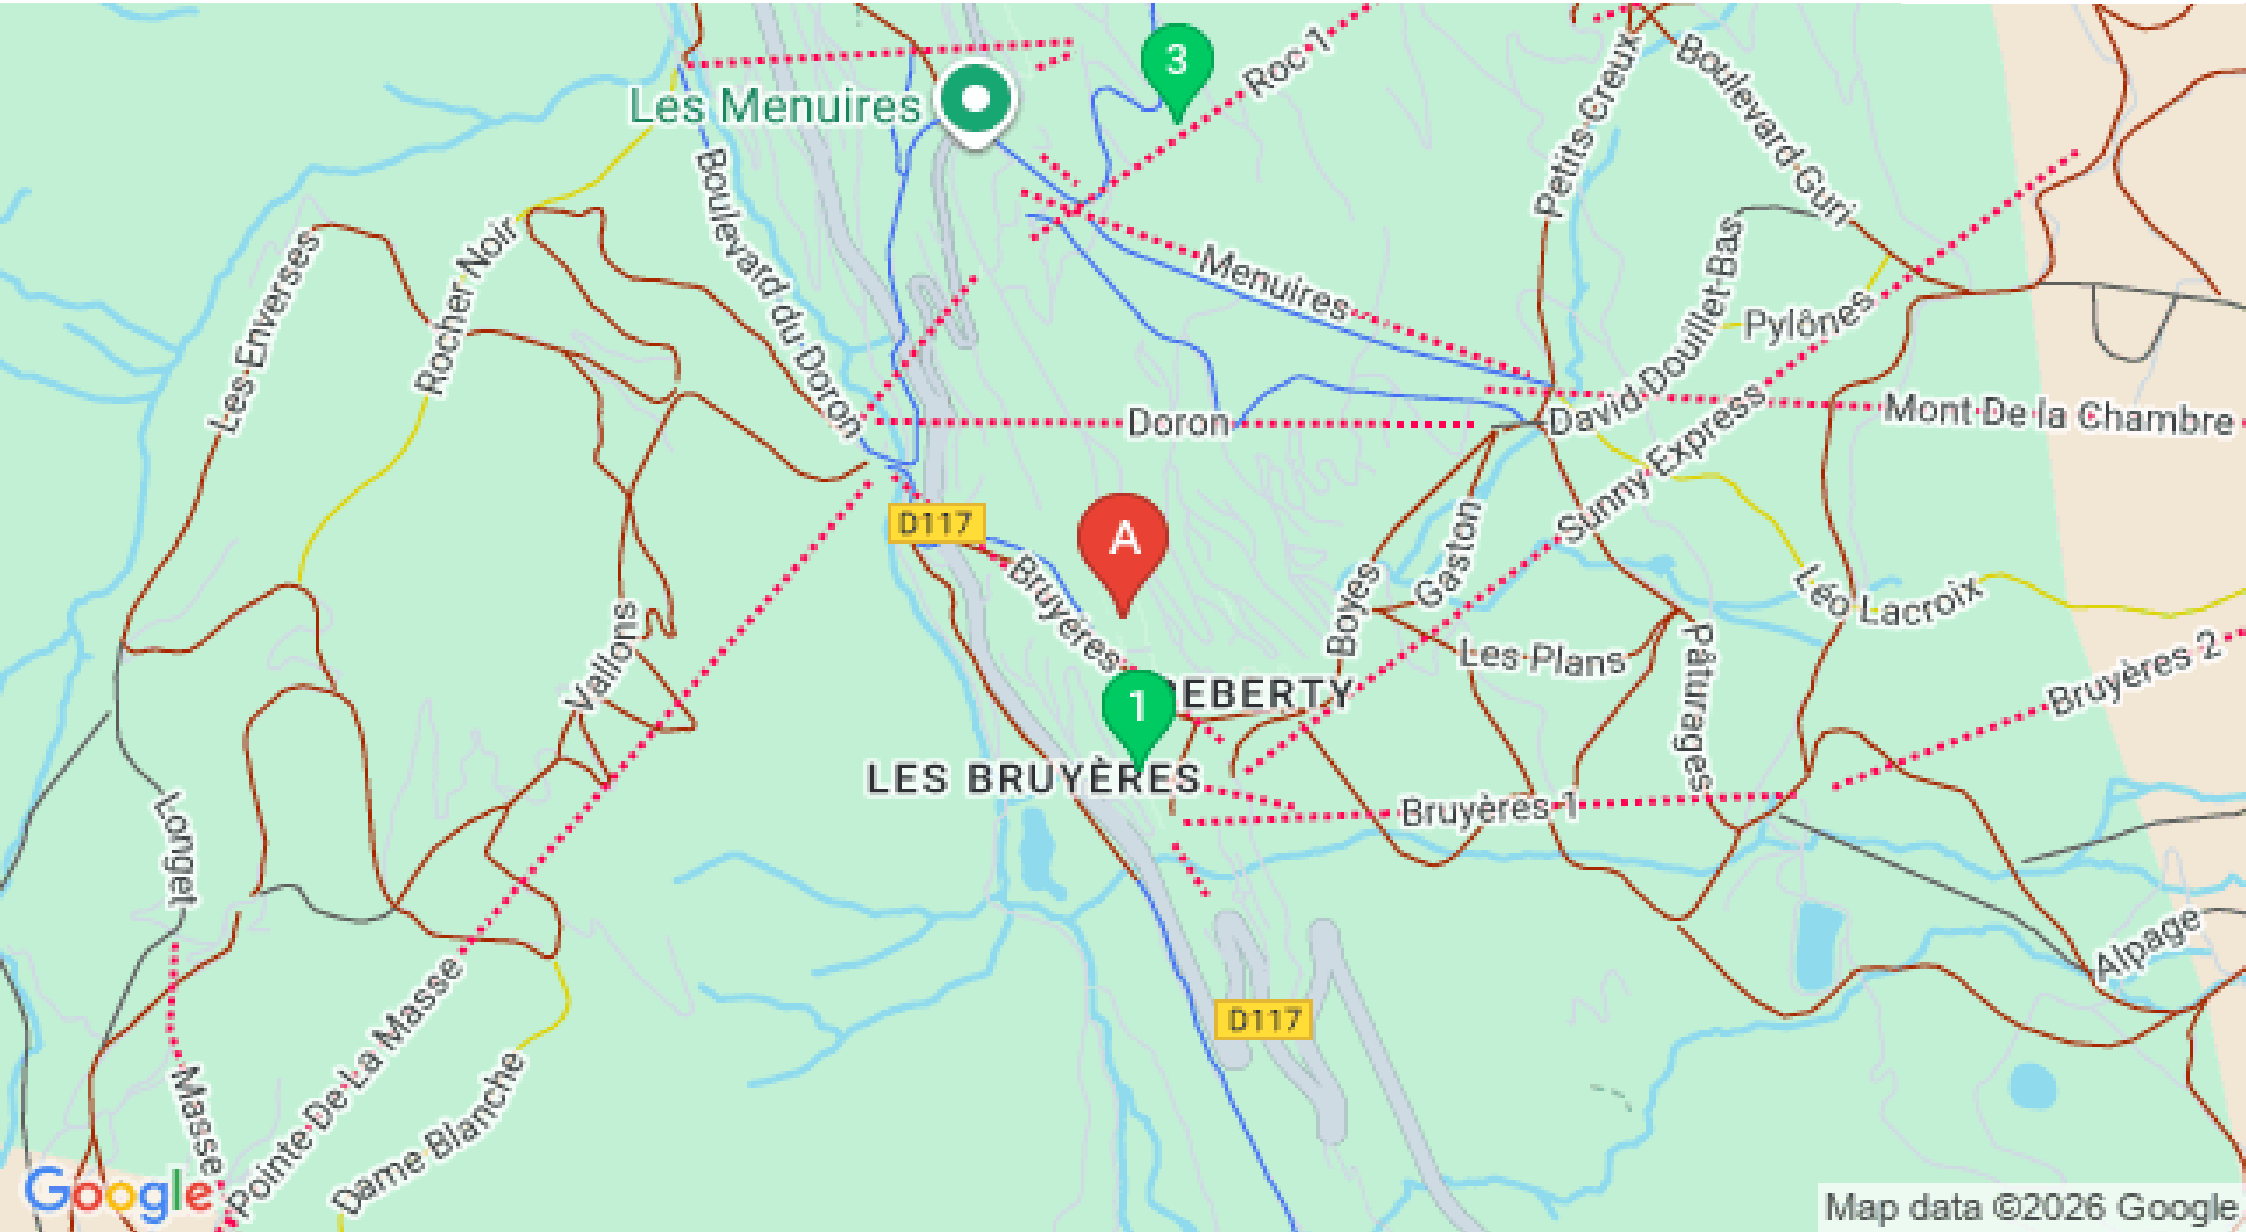 3
Roc 1
Les Menuires
Petits Creux
Boulevard Guri
Boulevard du Doron
Les Enverses
Rocher Noir
Menuires
David Douillet-Bas
Pylônes
Doron
Mont De la Chambre
Sunny Express
D117
A
Bruyères
Boyes
Gaston
Léo Lacroix
Les Plans
Pâturages
Vallons
EBERTY
1
Bruyères 2
LES BRUYÈRES
Bruyères 1
Longet
Alpage
D117
Pointe De La Masse
Masse
Dame Blanche
Google
Map data ©2026 Google